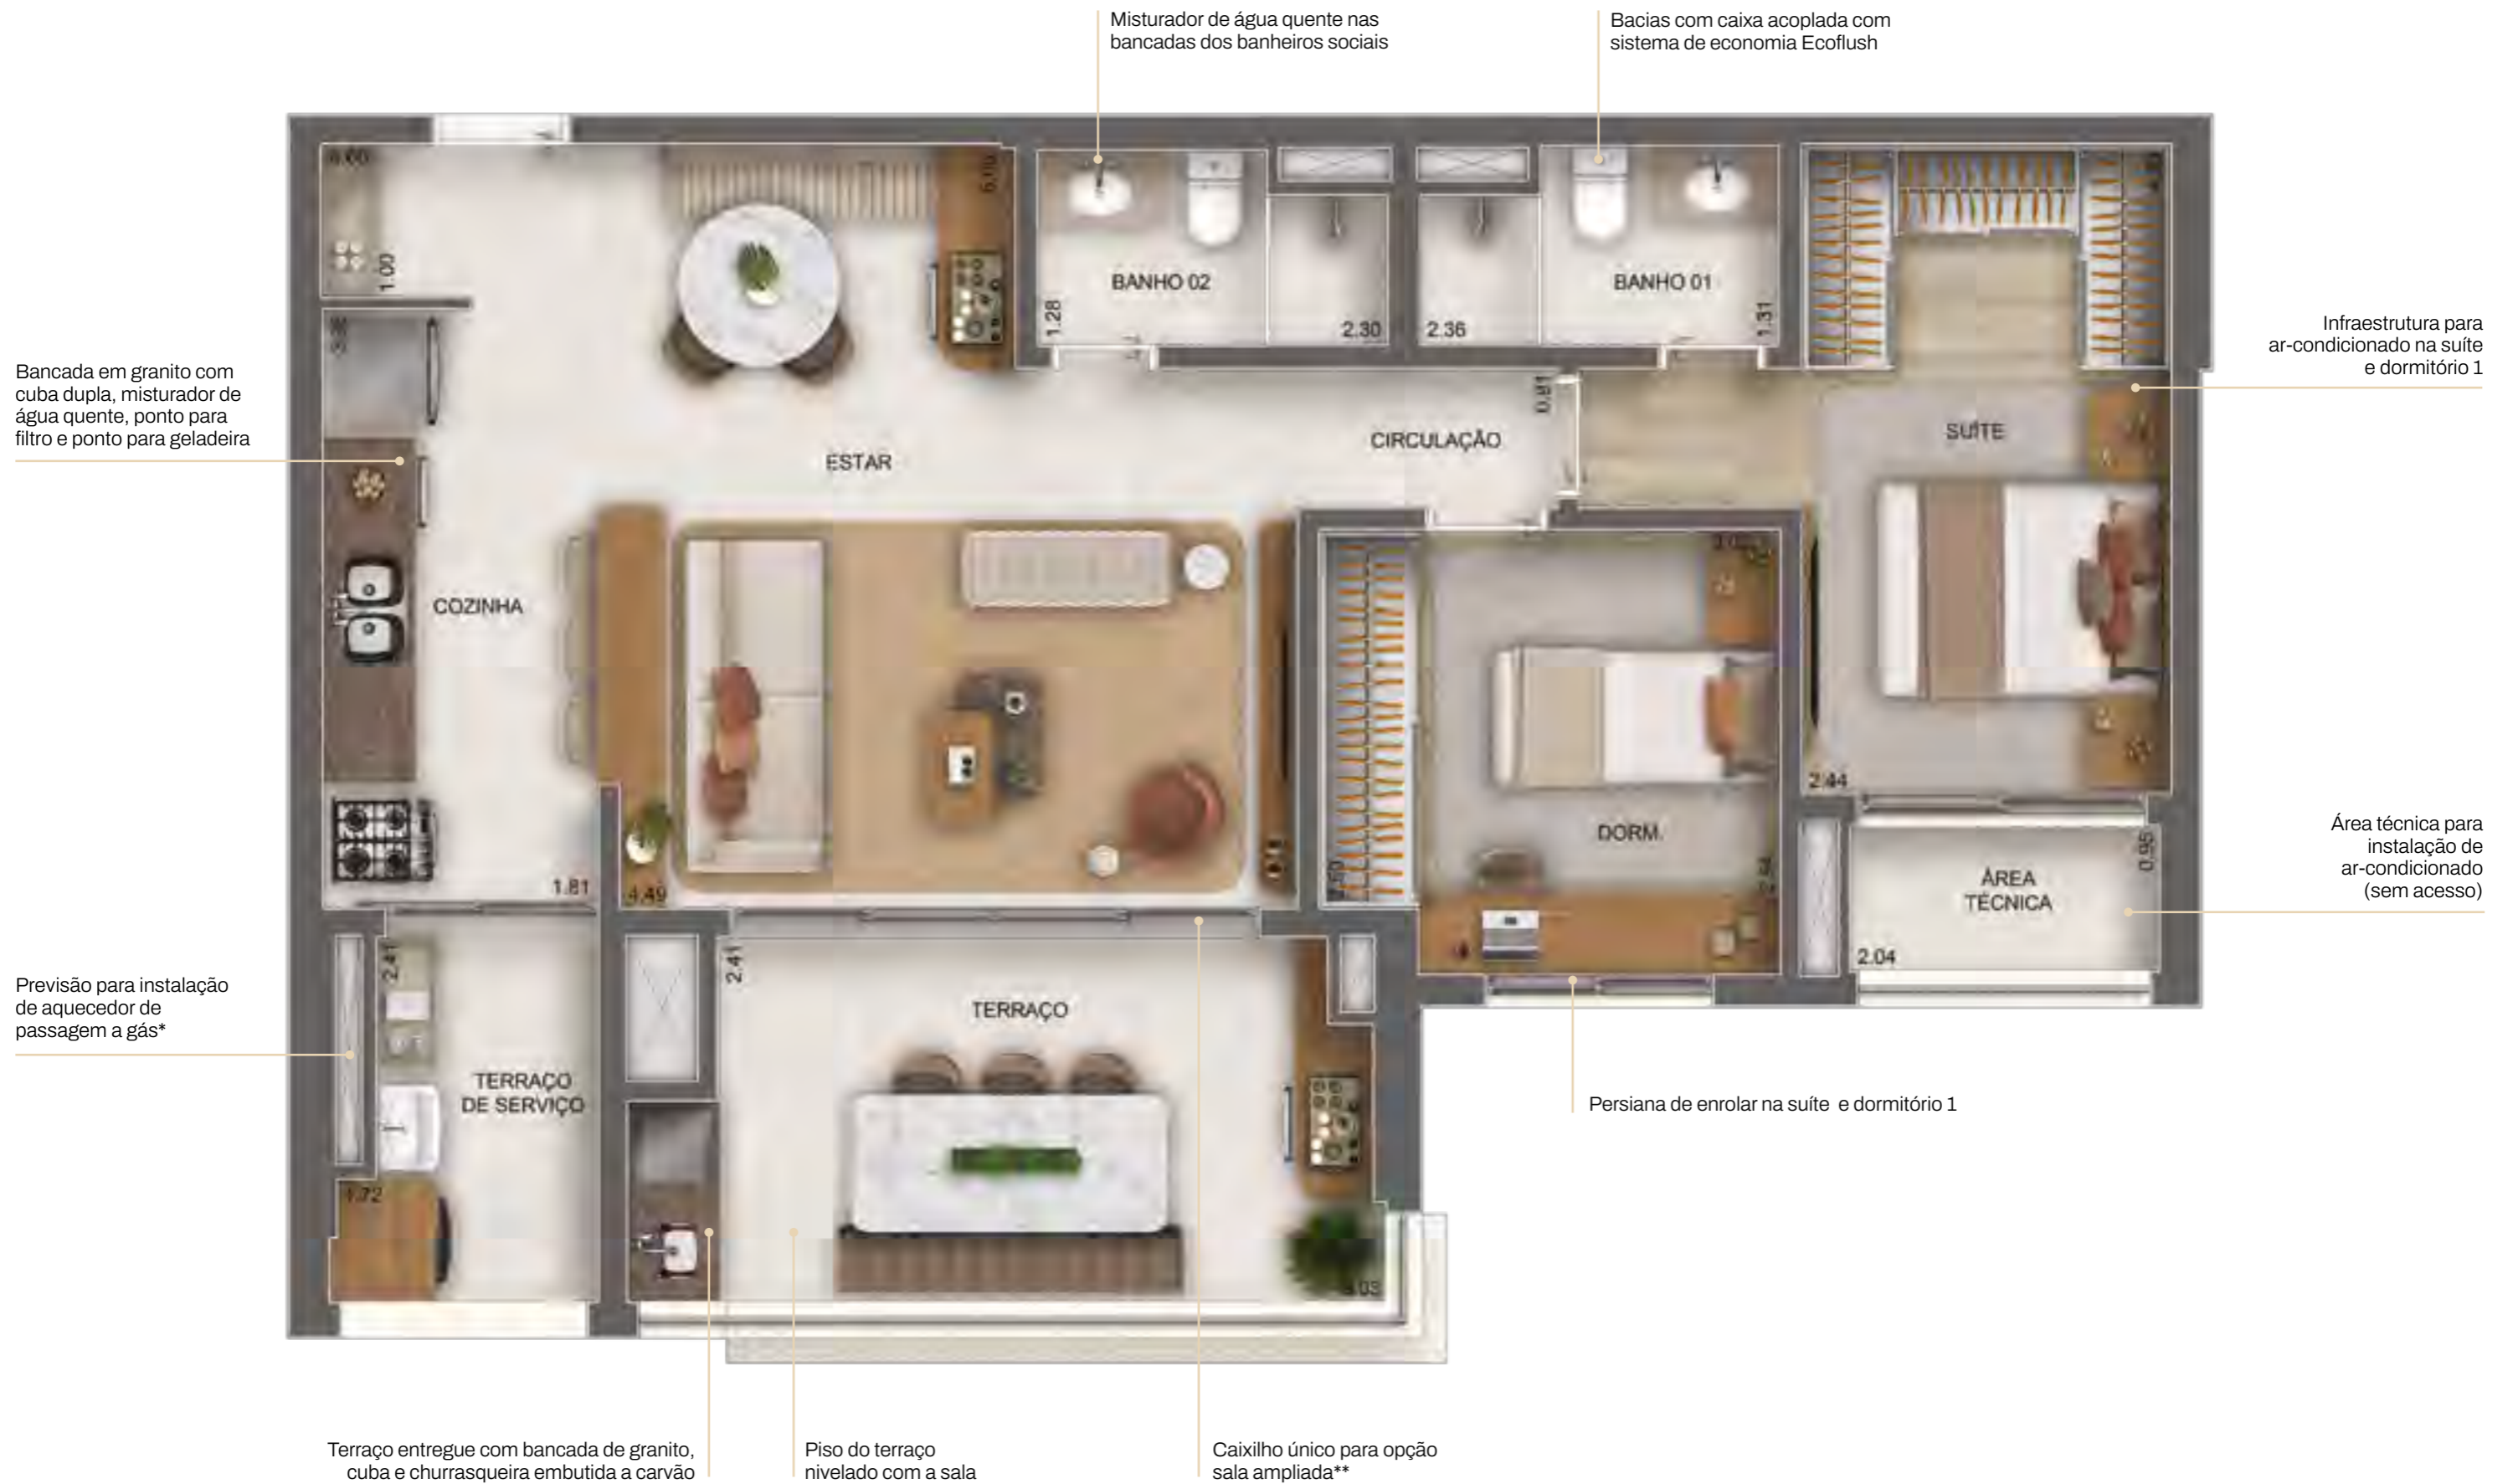 Misturador de água quente nas
bancadas dos banheiros sociais
Bacias com caixa acoplada com
sistema de economia Ecoflush
1.00
BANHO 02
1.28
2.30
BANHO 01
2.36
1.31
Infraestrutura para
ar-condicionado na suíte
e dormitório 1
Bancada em granito com
cuba dupla, misturador de
água quente, ponto para
filtro e ponto para geladeira
ESTAR
CIRCULAÇÃO
0.81
SUÍTE
COZINHA
2.44
DORM.
1.81
4.49
ÁREA
TÉCNICA
0.95
2.04
Área técnica para
instalação de
ar-condicionado
(sem acesso)
Previsão para instalação
de aquecedor de
passagem a gás*
2.41
2.41
TERRAÇO
TERRAÇO
DE SERVIÇO
1.72
Persiana de enrolar na suíte e dormitório 1
Terraço entregue com bancada de granito,
cuba e churrasqueira embutida a carvão
Piso do terraço
nivelado com a sala
Caixilho único para opção
sala ampliada**